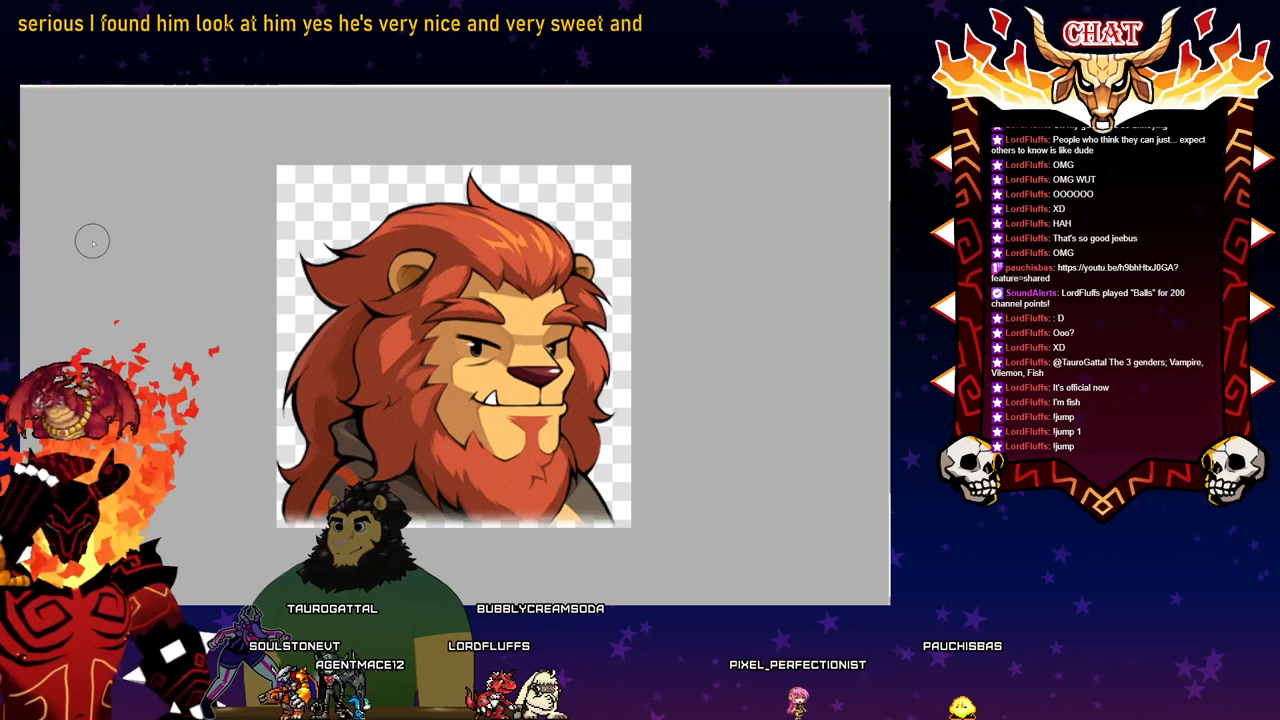 serious I found him look at him yes he's very nice and very sweet and
CHAT
LordFluffs: People who think they can just... expect
others to know is like dude
LordFluffs: OMG
LordFluffs: OMG WUT
LordFluffs: OOOOOO
LordFluffs: XD
LordFluffs: HAH
LordFluffs: That's so good jeebus
LordFluffs: OMG
pauchisbas: https://youtu.be/h9bhHtxJ0GA?
feature=shared
SoundAlerts: LordFluffs played "Balls" for 200
channel points!
LordFluffs: : D
LordFluffs: Ooo?
LordFluffs: XD
LordFluffs: @TauroGattal The 3 genders; Vampire,
Vilemon, Fish
LordFluffs: It's official now
LordFluffs: I'm fish
LordFluffs: !jump
LordFluffs: !jump 1
LordFluffs: !jump
TAUROGATTAL
BUBBLYCREAMSODA
SOULSTONEVT
LORDFLUFFS
PAUCHISBAS
AGENTMACE12
PIXEL_PERFECTIONIST